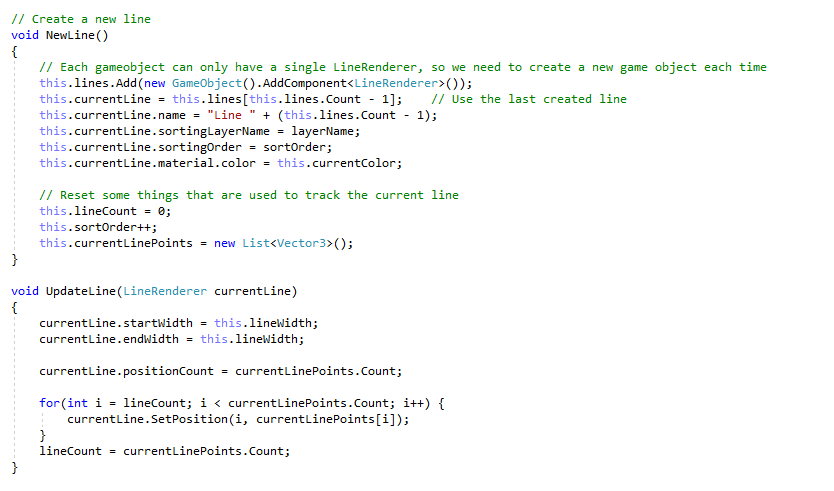 // Create a new line
void NewLine()
{
    // Each gameobject can only have a single LineRenderer, so we need to create a new game object each time
    this.lines.Add(new GameObject().AddComponent<LineRenderer>());
    this.currentLine = this.lines[this.lines.Count - 1];    // Use the last created line
    this.currentLine.name = "Line " + (this.lines.Count - 1);
    this.currentLine.sortingLayerName = layerName;
    this.currentLine.sortingOrder = sortOrder;
    this.currentLine.material.color = this.currentColor;

    // Reset some things that are used to track the current line
    this.lineCount = 0;
    this.sortOrder++;
    this.currentLinePoints = new List<Vector3>();
}

void UpdateLine(LineRenderer currentLine)
{
    currentLine.startWidth = this.lineWidth;
    currentLine.endWidth = this.lineWidth;

    currentLine.positionCount = currentLinePoints.Count;

    for(int i = lineCount; i < currentLinePoints.Count; i++) {
        currentLine.SetPosition(i, currentLinePoints[i]);
    }
    lineCount = currentLinePoints.Count;
}